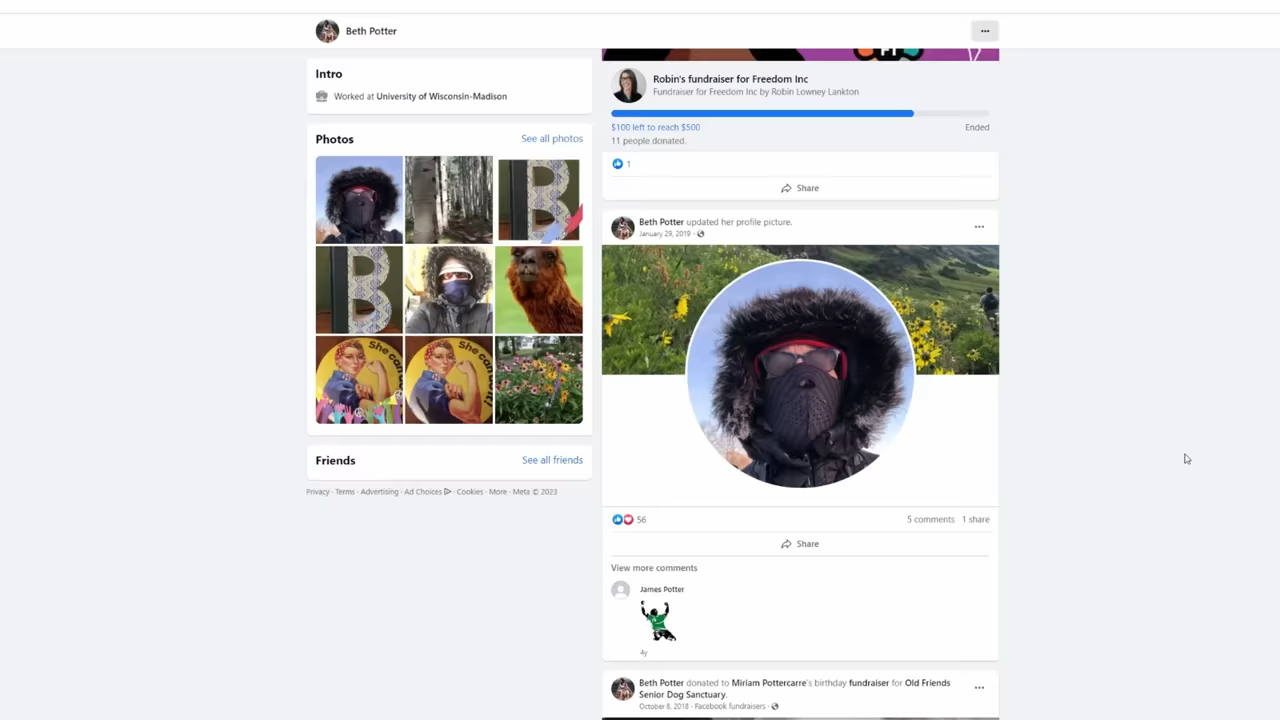 Beth Potter
Intro
Worked at University of Wisconsin-Madison
Photos
See all photos
B
B
She can
She can
Friends
See all friends
Privacy · Terms · Advertising · Ad Choices · Cookies · More · Meta © 2023
Robin's fundraiser for Freedom Inc
Fundraiser for Freedom Inc by Robin Lowney Lankton
$100 left to reach $500
Ended
11 people donated.
1
Share
Beth Potter updated her profile picture.
January 29, 2019 ·
56
5 comments 1 share
Share
View more comments
James Potter
4y
Beth Potter donated to Miriam Pottercarre's birthday fundraiser for Old Friends
Senior Dog Sanctuary.
October 8, 2018 · Facebook fundraisers ·